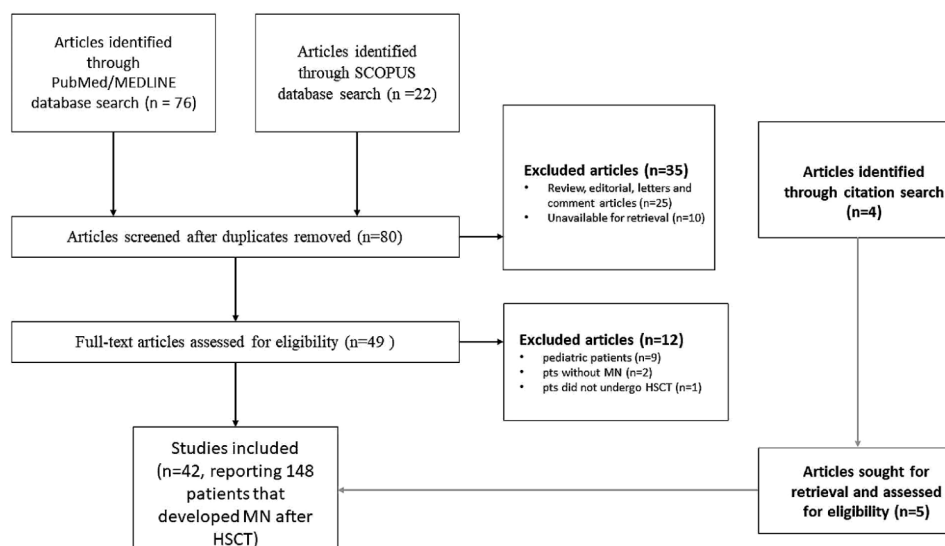 Articles identified
through
PubMed/MEDLINE
database search (n = 76)
Articles identified
through SCOPUS
database search (n =22)
Excluded articles (n=35)
• Review, editorial, letters and
comment articles (n=25)
• Unavailable for retrieval (n=10)
Articles identified
through citation search
(n=4)
Articles screened after duplicates removed (n=80)
Full-text articles assessed for eligibility (n=49 )
Excluded articles (n=12)
• pediatric patients (n=9)
• pts without MN (n=2)
• pts did not undergo HSCT (n=1)
Studies included
(n=42, reporting 148
patients that
developed MN after
HSCT)
Articles sought for
retrieval and assessed
for eligibility (n=5)